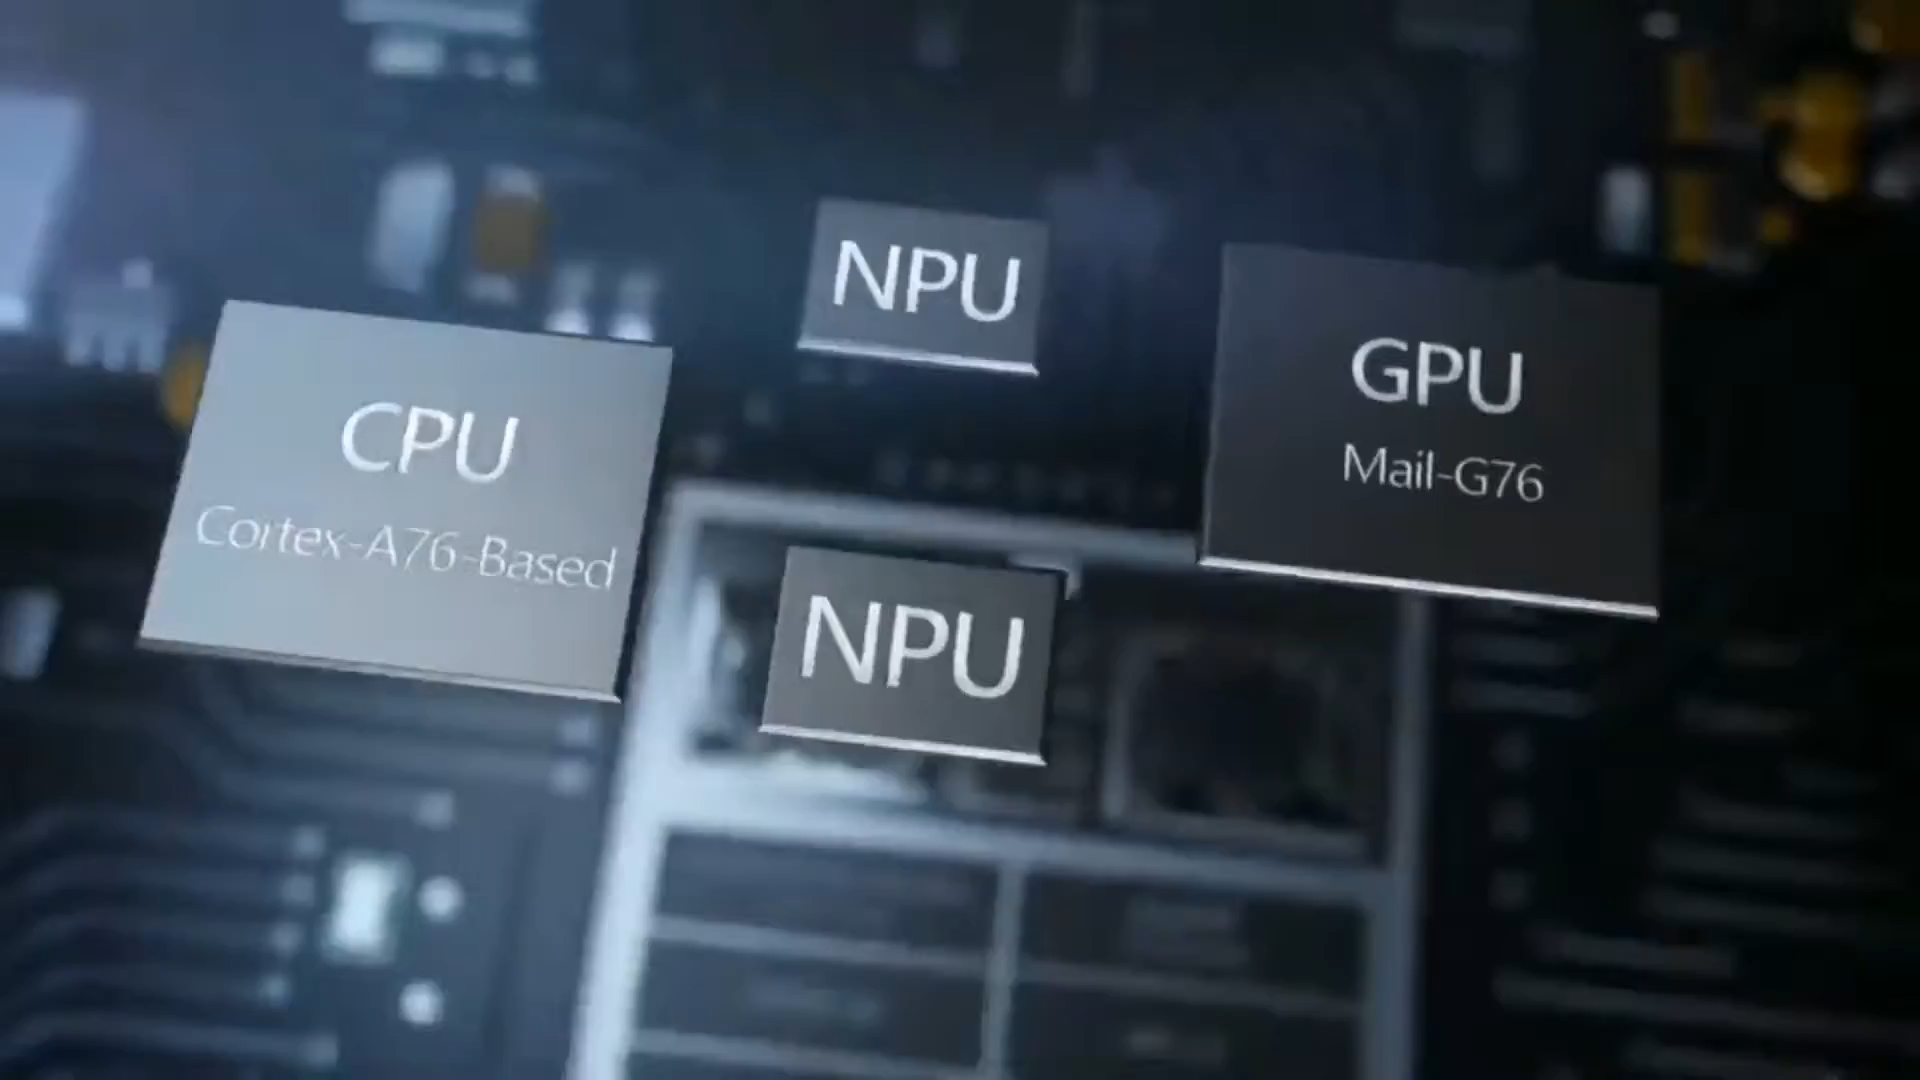 NPU
GPU
Mail-G76
CPU
Cortex-A76-Based
NPU